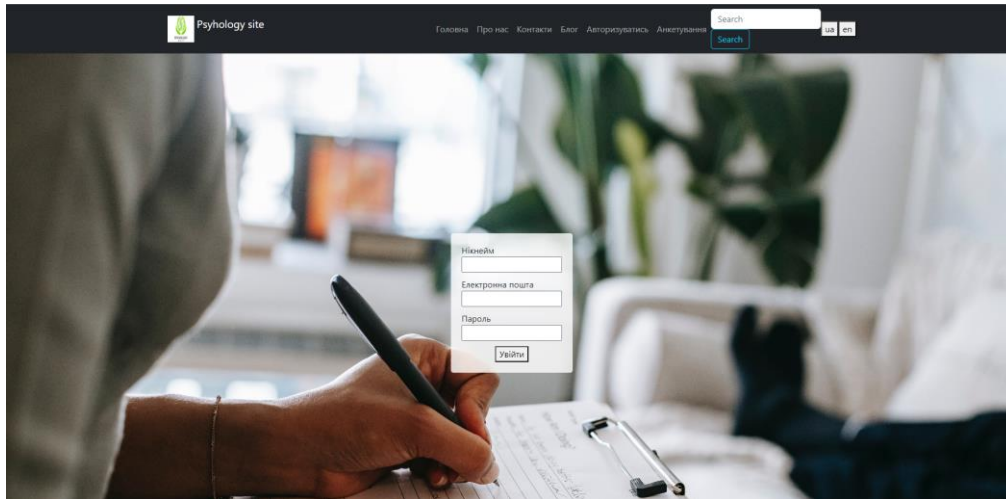 Psyhology site
Головна Про нас Контакти Блог Авторизуватись Анкетування
Search
Search
ua en
Нікнейм
Електронна пошта
Пароль
Увійти